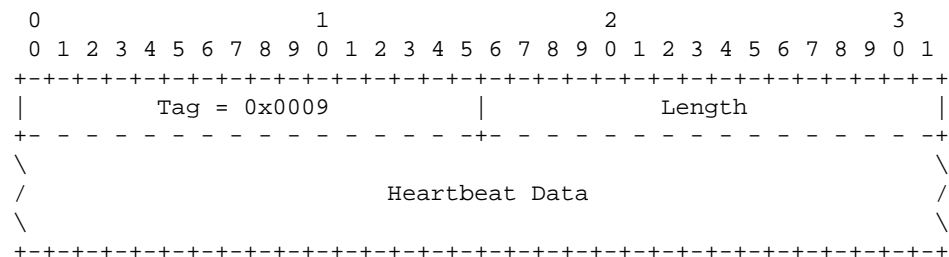 0                   1                   2                   3
 0 1 2 3 4 5 6 7 8 9 0 1 2 3 4 5 6 7 8 9 0 1 2 3 4 5 6 7 8 9 0 1
+-+-+-+-+-+-+-+-+-+-+-+-+-+-+-+-+-+-+-+-+-+-+-+-+-+-+-+-+-+-+-+-+
|         Tag = 0x0009          |            Length             |
+- - - - - - - - - - - - - - - -+- - - - - - - - - - - - - - - -+
\                                                               \
/                         Heartbeat Data                        /
\                                                               \
+-+-+-+-+-+-+-+-+-+-+-+-+-+-+-+-+-+-+-+-+-+-+-+-+-+-+-+-+-+-+-+-+